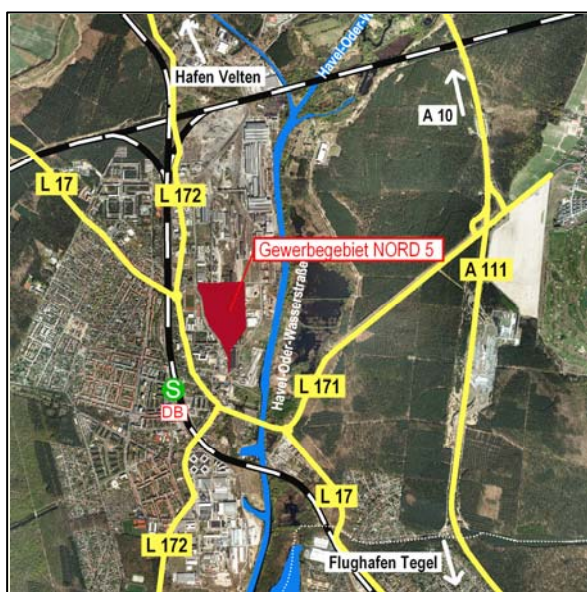 Hafen Velten
Havel-Oder-Wasserstraße
A 10
L 17
L 172
Gewerbegebiet NORD 5
A 111
Havel-Oder-Wasserstraße
L 171
S
DB
L 17
L 172
Flughafen Tegel